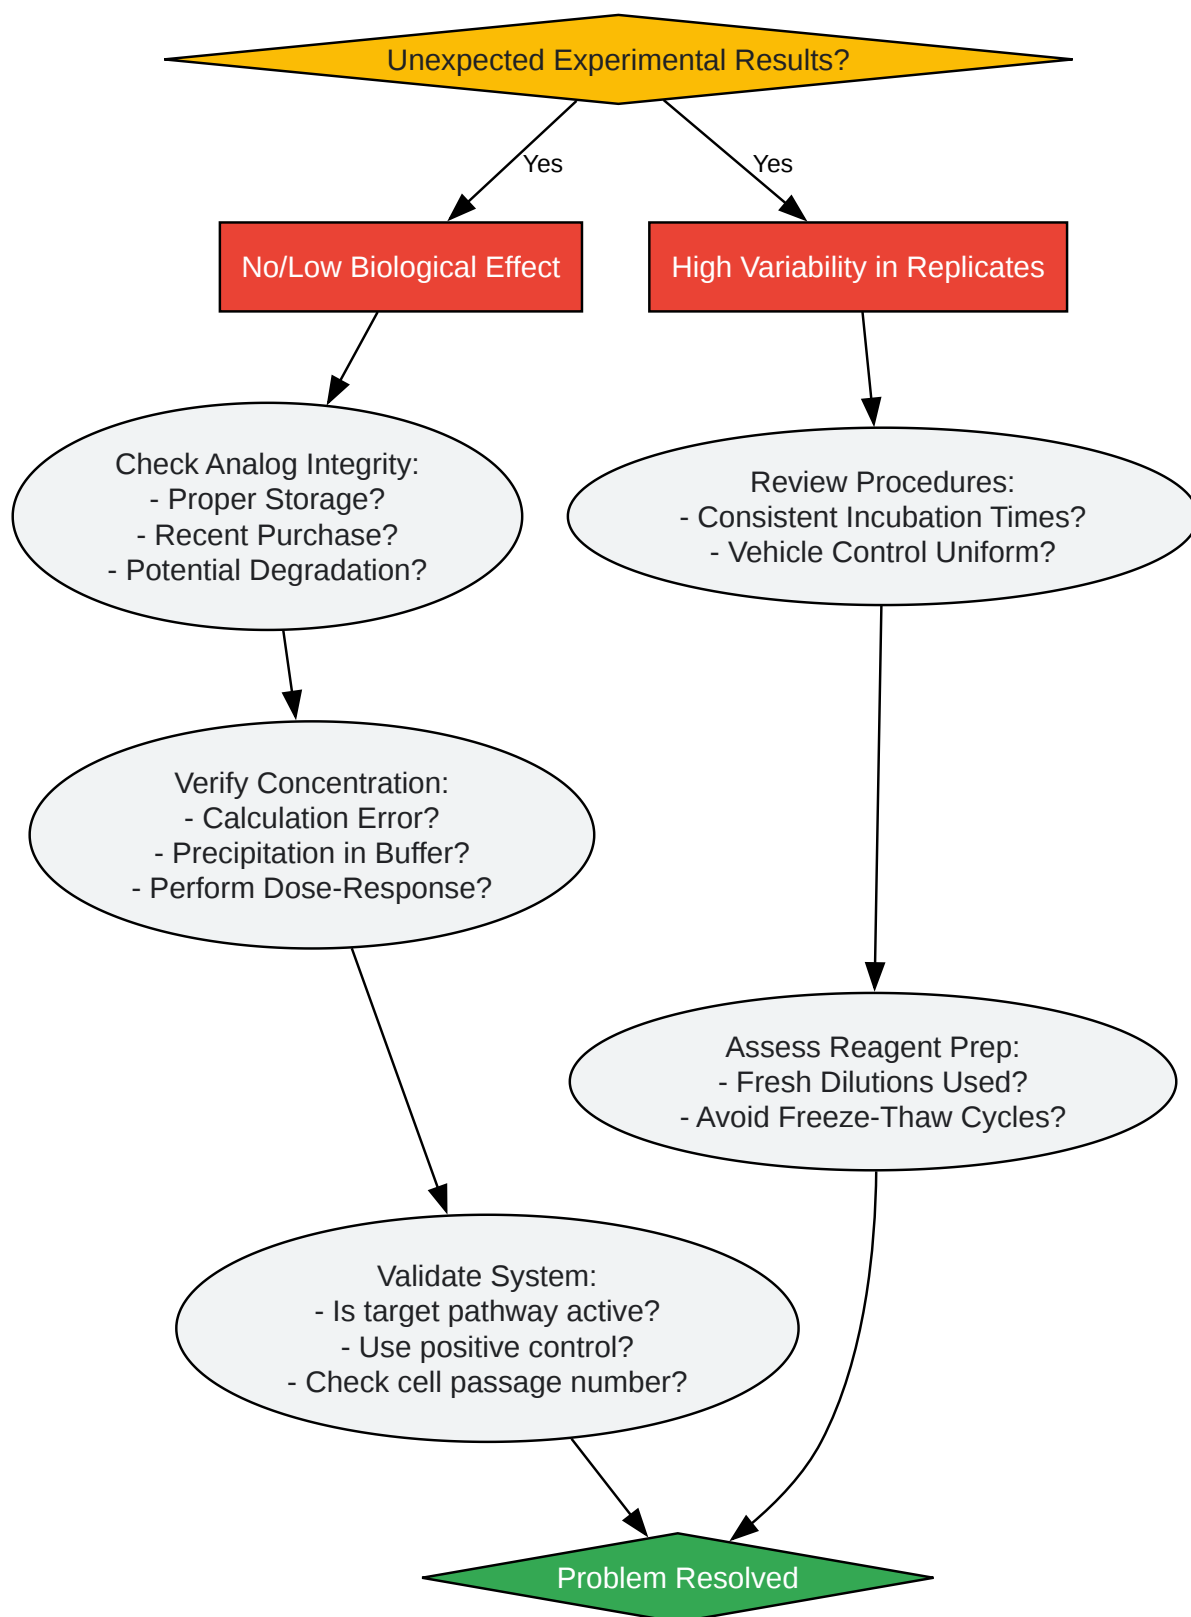 Unexpected Experimental Results?
Yes
Yes
No/Low Biological Effect
High Variability in Replicates
Check Analog Integrity:
- Proper Storage?
- Recent Purchase?
- Potential Degradation?
Review Procedures:
- Consistent Incubation Times?
- Vehicle Control Uniform?
Verify Concentration:
- Calculation Error?
- Precipitation in Buffer?
- Perform Dose-Response?
Assess Reagent Prep:
- Fresh Dilutions Used?
- Avoid Freeze-Thaw Cycles?
Validate System:
- Is target pathway active?
- Use positive control?
- Check cell passage number?
Problem Resolved